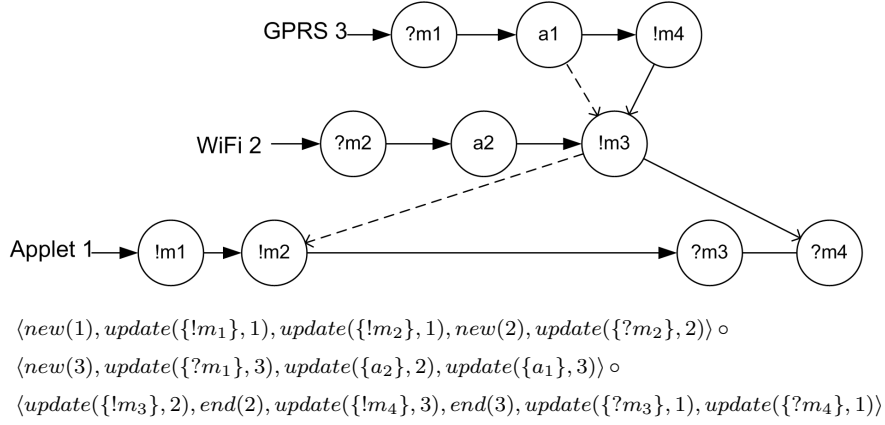 GPRS 3 ?m1 a1 !m4
WiFi 2 ?m2 a2 !m3
Applet 1 !m1 !m2 ?m3 ?m4
⟨new(1), update({!m₁}, 1), update({!m₂}, 1), new(2), update({?m₂}, 2)⟩ ∘
⟨new(3), update({?m₁}, 3), update({a₂}, 2), update({a₁}, 3)⟩ ∘
⟨update({!m₃}, 2), end(2), update({!m₄}, 3), end(3), update({?m₃}, 1), update({?m₄}, 1)⟩